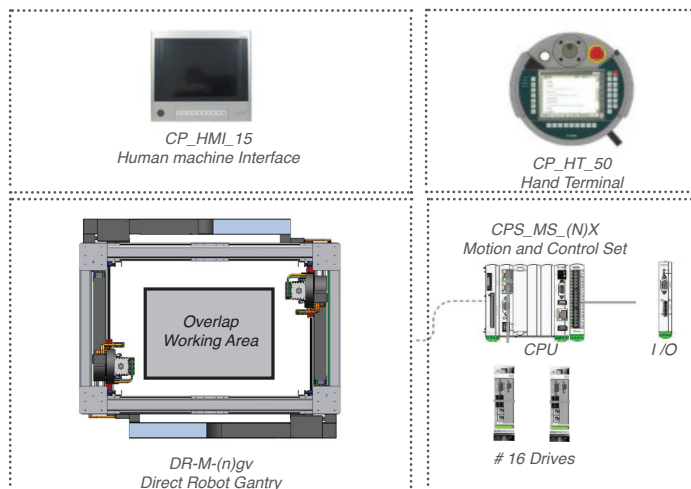 CP_HMI_15
Human machine Interface
CP_HT_50
Hand Terminal
CPS_MS_(N)X
Motion and Control Set
Overlap
Working Area
CPU
I /O
# 16 Drives
DR-M-(n)gv
Direct Robot Gantry